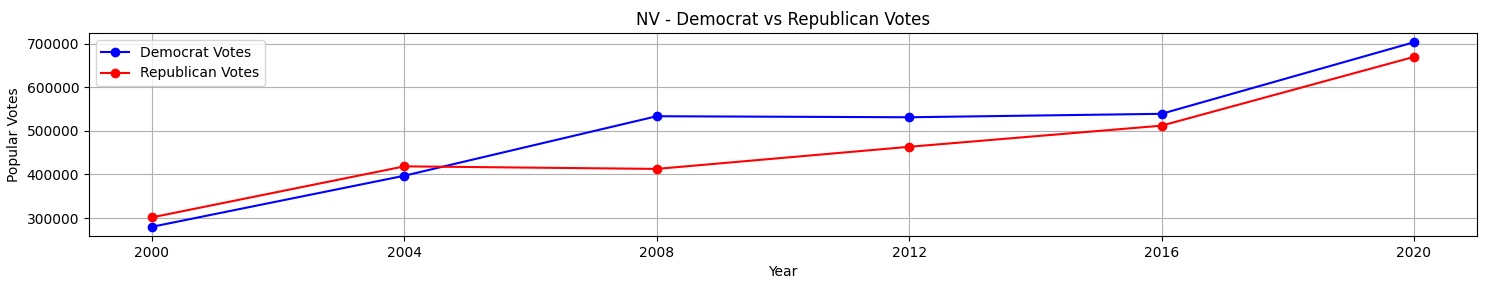 NV - Democrat vs Republican Votes
Democrat Votes
Republican Votes
Popular Votes
700000
600000
500000
400000
300000
2000 2004 2008 2012 2016 2020
Year